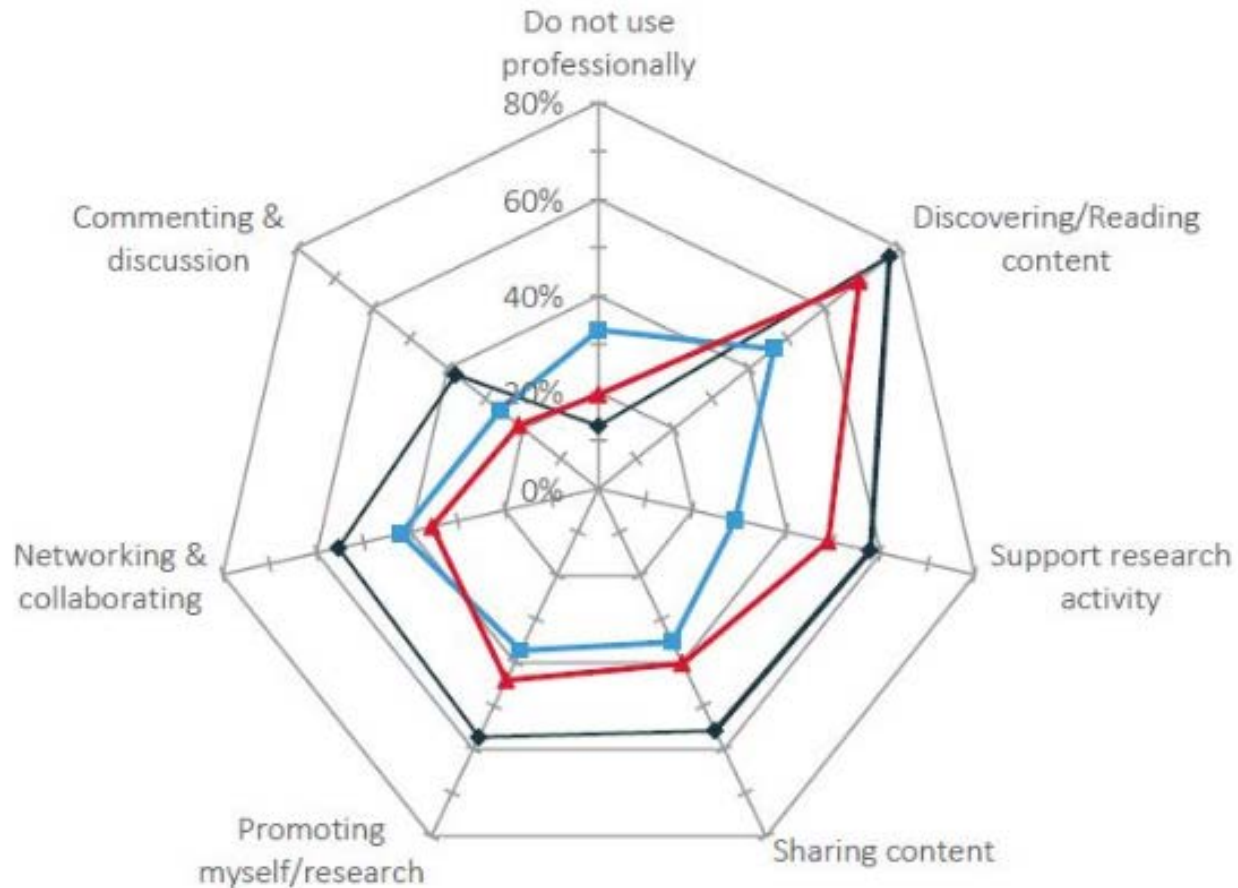 Do not use
professionally
80%
60%
40%
20%
0%
Discovering/Reading
content
Support research
activity
Sharing content
Promoting
myself/research
Networking &
collaborating
Commenting &
discussion